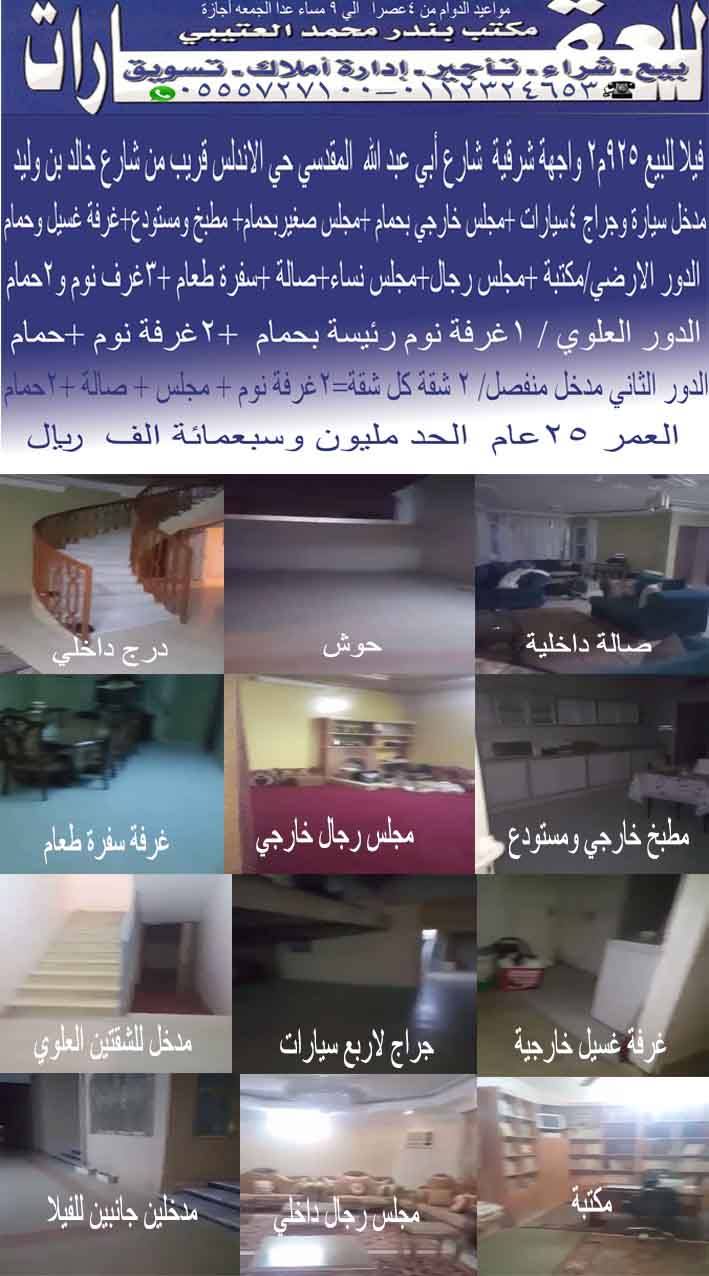 مواعيد الدوام من ٤عصرا الي ٩ مساء عدا الجمعه أجازة
مكتب بندر محمد العتيبي
للعقارات
بيع - شراء - تأجير - إدارة أملاك - تسويق
٠٥٥٥٧٢٧١٠٠-٠١١٢٣٢٤٦٥٣
فيلا للبيع ٩٢٥م٢ واجهة شرقية شارع أبي عبد الله المقدسي حي الاندلس قريب من شارع خالد بن وليد
مدخل سيارة وجراج ٤سيارات +مجلس خارجي بحمام +مجلس صغيربحمام+ مطبخ ومستودع+غرفة غسيل وحمام
الدور الارضي/مكتبة +مجلس رجال+مجلس نساء+صالة +سفرة طعام +٣غرف نوم و٢حمام
الدور العلوي / ١غرفة نوم رئيسة بحمام +٢غرفة نوم +حمام
الدور الثاني مدخل منفصل/ ٢ شقة كل شقة=٢غرفة نوم + مجلس + صالة +٢حمام
العمر ٢٥عام الحد مليون وسبعمائة الف ريال
صالة داخلية
حوش
درج داخلي
مطبخ خارجي ومستودع
مجلس رجال خارجي
غرفة سفرة طعام
غرفة غسيل خارجية
جراج لاربع سيارات
مدخل للشقتين العلوي
مكتبة
مجلس رجال داخلي
مدخلين جانبين للفيلا